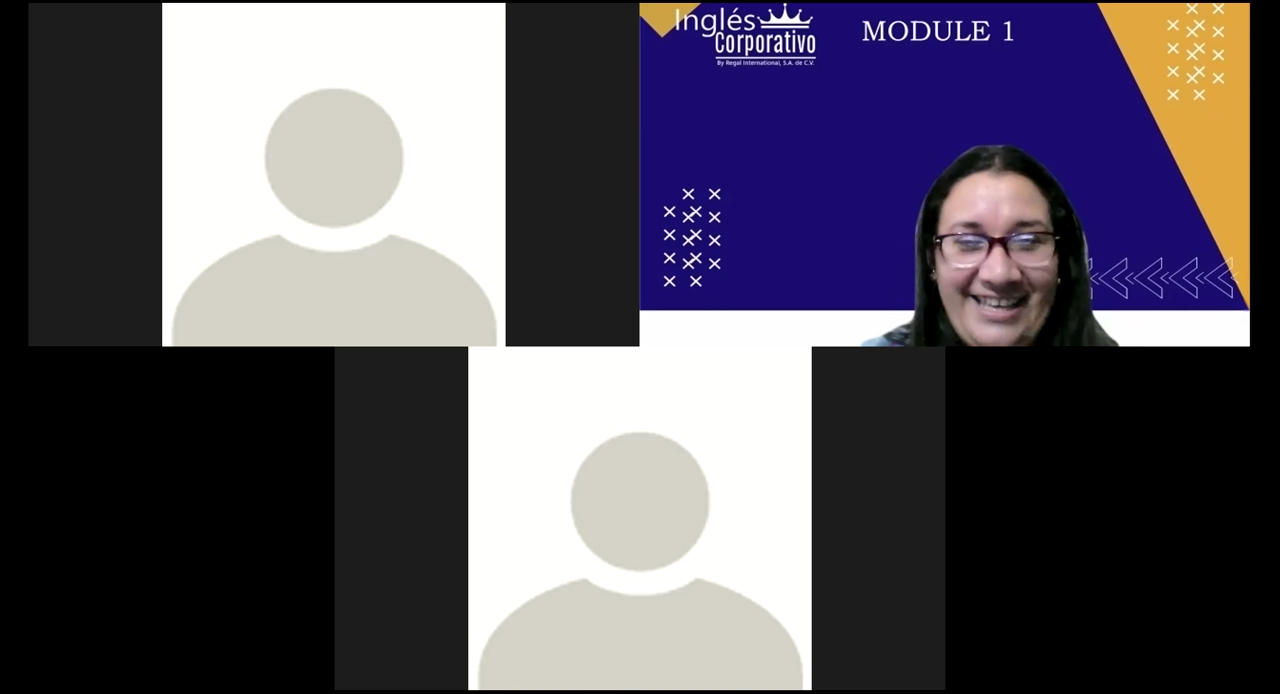 Inglés
Corporativo
By Regal International, S.A. de C.V.
MODULE 1